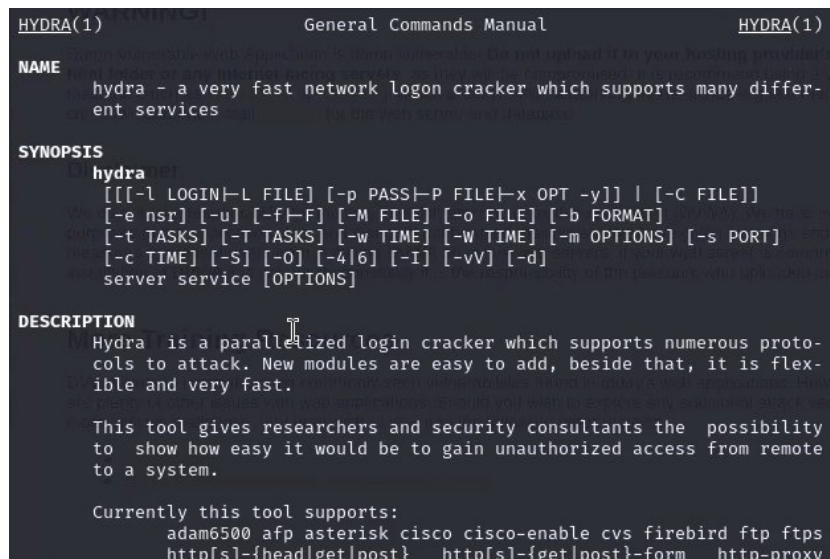 HYDRA(1) General Commands Manual HYDRA(1)
NAME
hydra - a very fast network logon cracker which supports many differ-
ent services
SYNOPSIS
hydra
[[[-l LOGIN|-L FILE] [-p PASS|-P FILE|-x OPT -y]] | [-C FILE]]
[-e nsr] [-u] [-f|-F] [-M FILE] [-o FILE] [-b FORMAT]
[-t TASKS] [-T TASKS] [-w TIME] [-W TIME] [-m OPTIONS] [-s PORT]
[-c TIME] [-S] [-O] [-4|6] [-I] [-vV] [-d]
server service [OPTIONS]
DESCRIPTION
Hydra is a parallelized login cracker which supports numerous proto-
cols to attack. New modules are easy to add, beside that, it is flex-
ible and very fast.
This tool gives researchers and security consultants the possibility
to show how easy it would be to gain unauthorized access from remote
to a system.
Currently this tool supports:
adam6500 afp asterisk cisco cisco-enable cvs firebird ftp ftps
http[s]-{head|get|post} http[s]-{get|post}-form http-proxy